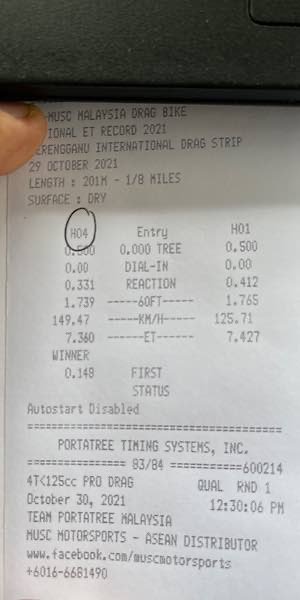 MUSC MALAYSIA DRAG BIKE
IONAL ET RECORD 2021
ERENGGANU INTERNATIONAL DRAG STRIP
29 OCTOBER 2021
LENGTH : 201M - 1/8 MILES
SURFACE : DRY
H04 Entry H01
0.500 0.000 TREE 0.500
0.00 DIAL-IN 0.00
0.331 REACTION 0.412
1.739 -----60FT----- 1.765
149.47 -----KM/H----- 125.71
7.360 ------ET------ 7.427
WINNER
0.148 FIRST
STATUS
Autostart Disabled
======================================
PORTATREE TIMING SYSTEMS, INC.
=============== 83/84 ===========600214
4T<125cc PRO DRAG QUAL RND 1
October 30, 2021 12:30:06 PM
TEAM PORTATREE MALAYSIA
MUSC MOTORSPORTS - ASEAN DISTRIBUTOR
www.facebook.com/muscmotorsports
+6016-6681490